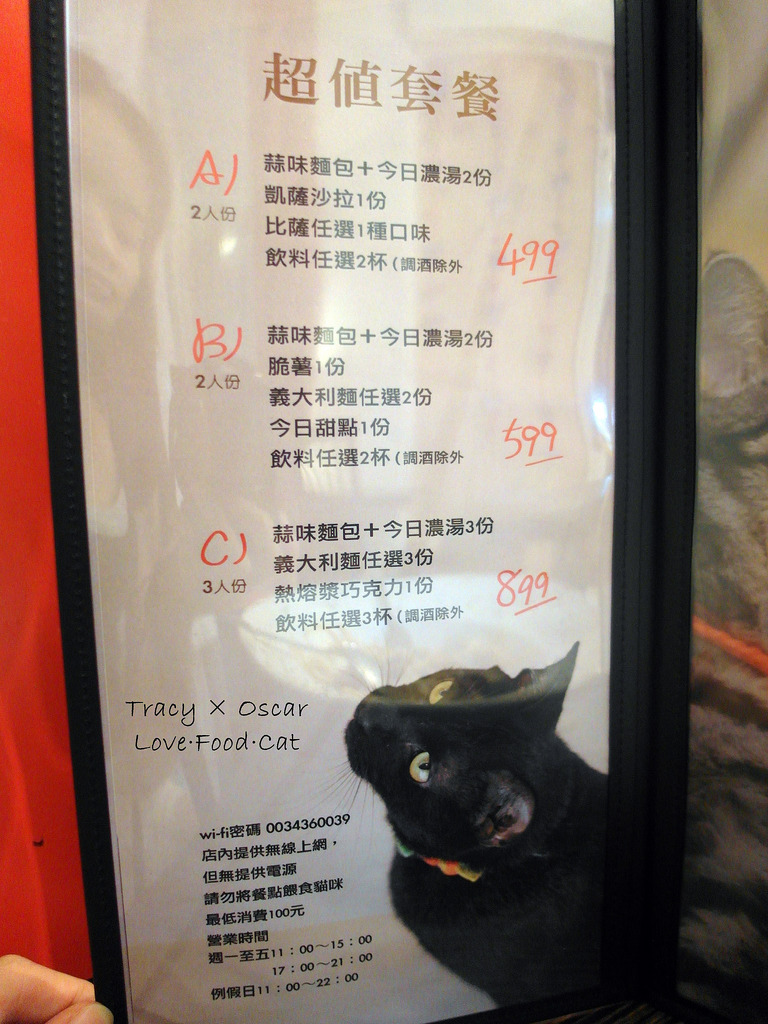 超值套餐
A) 蒜味麵包＋今日濃湯2份
2人份 凱薩沙拉1份
比薩任選1種口味
飲料任選2杯(調酒除外 499
B) 蒜味麵包＋今日濃湯2份
脆薯1份
2人份 義大利麵任選2份
今日甜點1份
飲料任選2杯(調酒除外 599
C) 蒜味麵包＋今日濃湯3份
義大利麵任選3份
3人份 熱熔漿巧克力1份
飲料任選3杯(調酒除外 899
Tracy × Oscar
Love·Food·Cat
wi-fi密碼 0034360039
店內提供無線上網，
但無提供電源
請勿將餐點餵食貓咪
最低消費100元
營業時間
週一至五11：00～15：00
17：00～21：00
例假日11：00～22：00